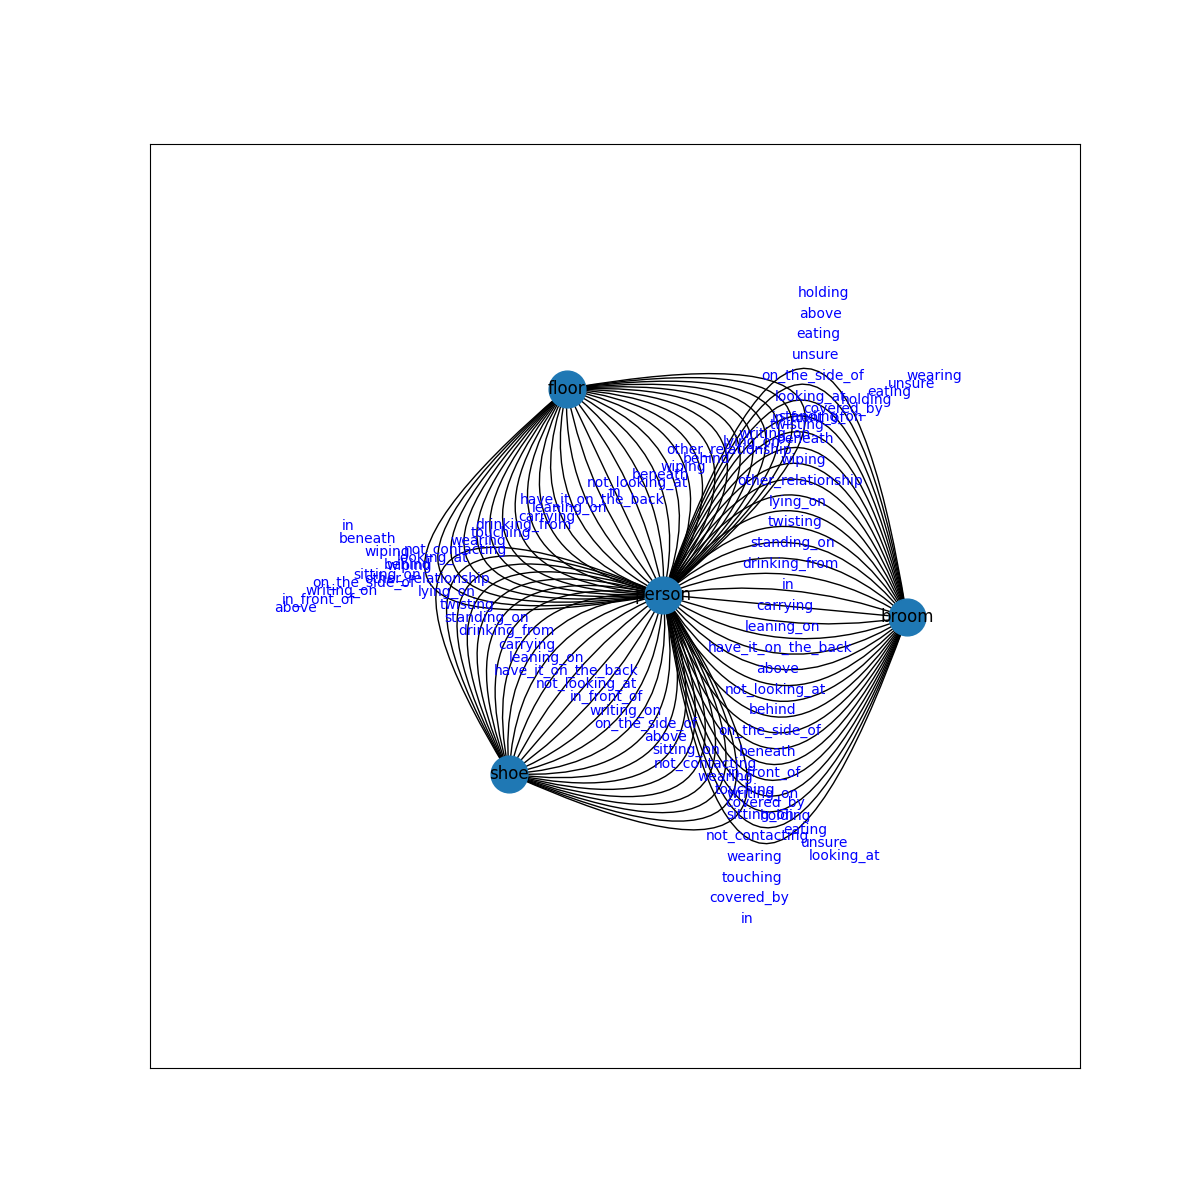 holding
above
eating
unsure
on_the_side_of
wearing
unsure
eating
looking_at
holding
covered_by
floor
twisting
writing_on
beneath
lying_on
other_relationship
behind
wiping
wiping
beneath
other_relationship
not_looking_at
in
have_it_on_the_back
lying_on
leaning_on
carrying
twisting
in
drinking_from
touching
beneath
wearing
standing_on
not_contacting
wiping
looking_at
drinking_from
behind
sitting_on
other_relationship
on_the_side_of
in
writing_on
lying_on
person
in_front_of
twisting
carrying
above
standing_on
broom
leaning_on
drinking_from
carrying
have_it_on_the_back
leaning_on
above
have_it_on_the_back
not_looking_at
not_looking_at
in_front_of
behind
writing_on
on_the_side_of
on_the_side_of
above
sitting_on
beneath
not_contacting
shoe
in_front_of
wearing
touching
writing_on
covered_by
sitting_on
holding
eating
not_contacting
unsure
wearing
looking_at
touching
covered_by
in